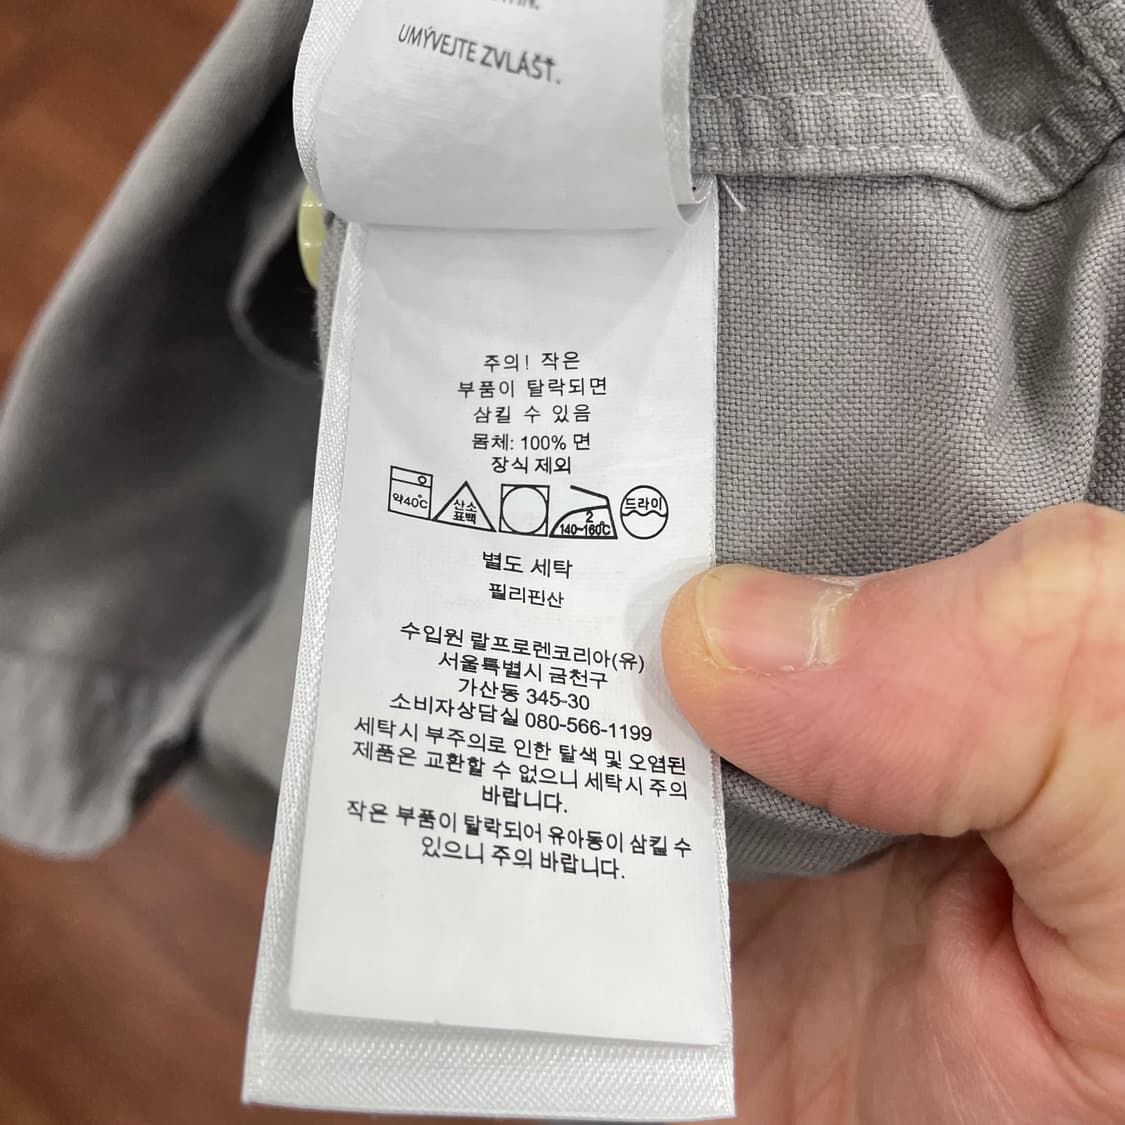 UMÝVEJTE ZVLÁŠŤ.
주의! 작은
부품이 탈락되면
삼킬 수 있음
몸체: 100% 면
장식 제외
약40℃ 산소 표백 2 140~160℃ 드라이
별도 세탁
필리핀산
수입원 랄프로렌코리아(유)
서울특별시 금천구
가산동 345-30
소비자상담실 080-566-1199
세탁시 부주의로 인한 탈색 및 오염된
제품은 교환할 수 없으니 세탁시 주의
바랍니다.
작은 부품이 탈락되어 유아동이 삼킬 수
있으니 주의 바랍니다.